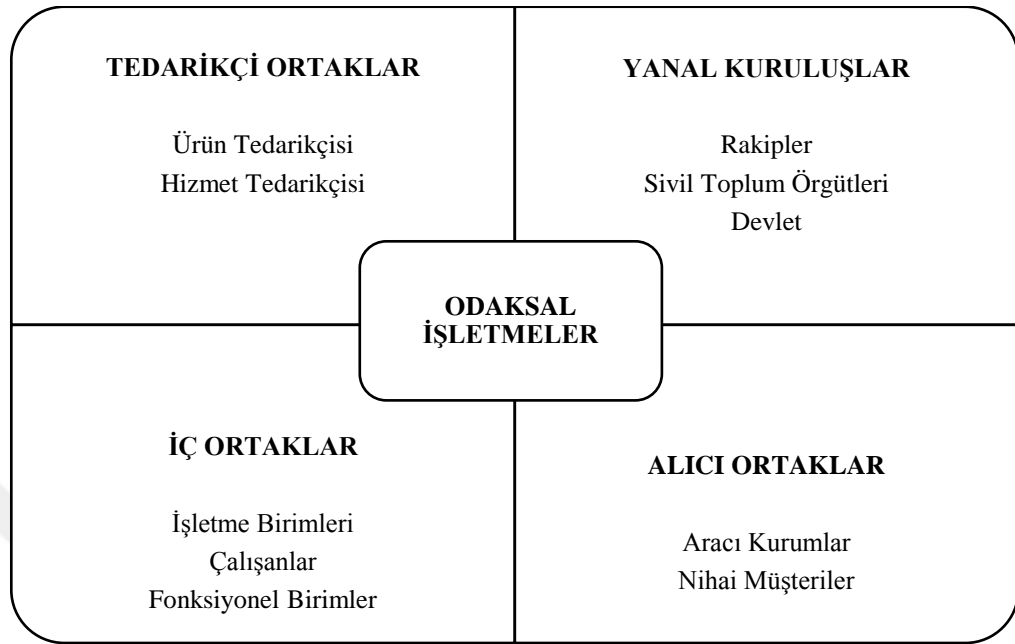 TEDARİKÇİ ORTAKLAR
Ürün Tedarikçisi
Hizmet Tedarikçisi
YANAL KURULUŞLAR
Rakipler
Sivil Toplum Örgütleri
Devlet
ODAKSAL
İŞLETMELER
İÇ ORTAKLAR
İşletme Birimleri
Çalışanlar
Fonksiyonel Birimler
ALICI ORTAKLAR
Aracı Kurumlar
Nihai Müşteriler